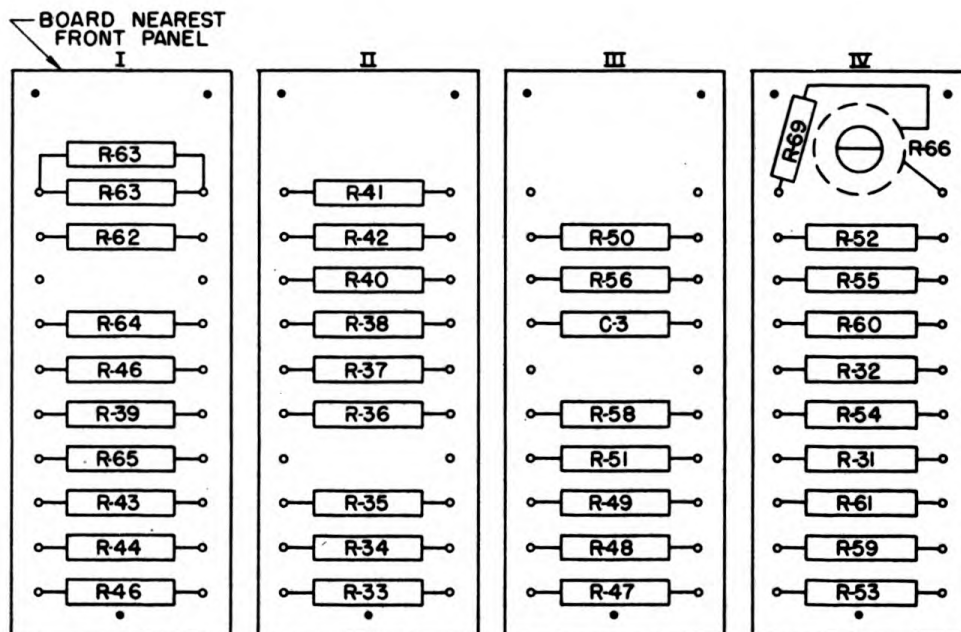 BOARD NEAREST
FRONT PANEL
I
R-63
R-63
R-62
R-64
R-46
R-39
R-65
R-43
R-44
R-46
II
R-41
R-42
R-40
R-38
R-37
R-36
R-35
R-34
R-33
III
R-50
R-56
C-3
R-58
R-51
R-49
R-48
R-47
IV
R-69
R-66
R-52
R-55
R-60
R-32
R-54
R-31
R-61
R-59
R-53